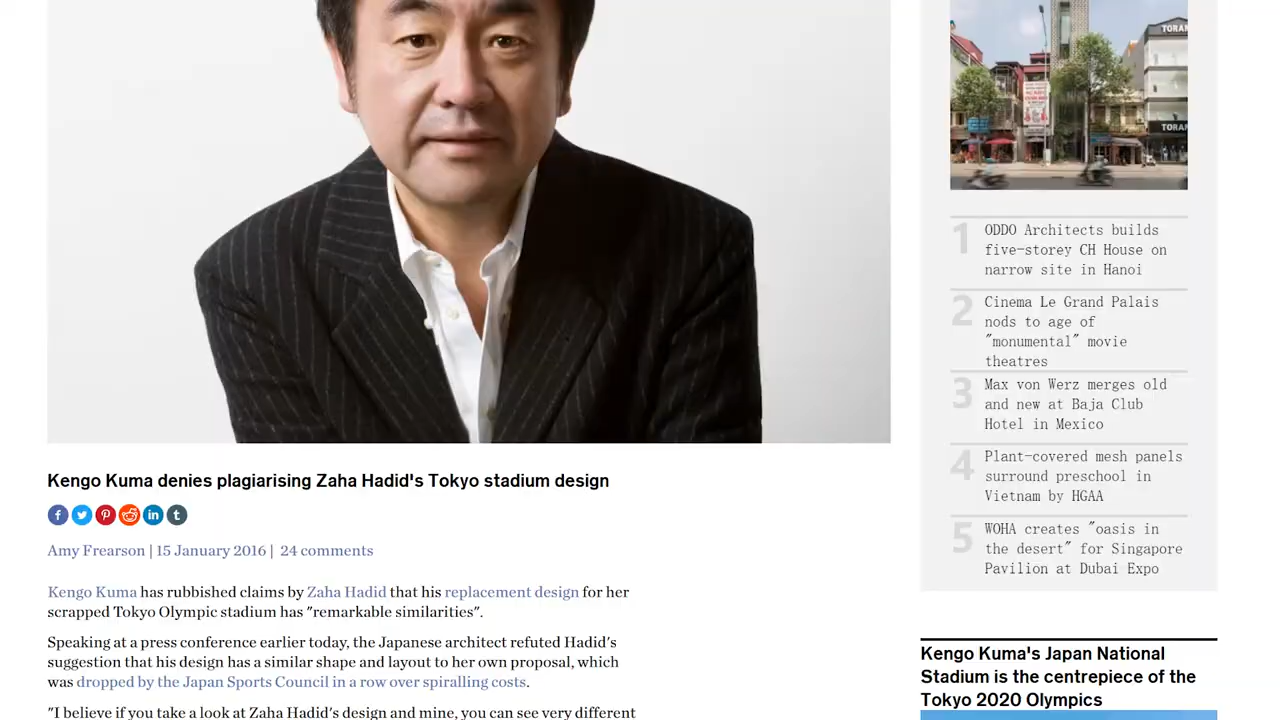 TORAN
TORAN
1 ODDO Architects builds
five-storey CH House on
narrow site in Hanoi
2 Cinema Le Grand Palais
nods to age of
"monumental" movie
theatres
3 Max von Werz merges old
and new at Baja Club
Hotel in Mexico
4 Plant-covered mesh panels
surround preschool in
Vietnam by HGAA
5 WOHA creates "oasis in
the desert" for Singapore
Pavilion at Dubai Expo
Kengo Kuma denies plagiarising Zaha Hadid's Tokyo stadium design
Amy Frearson | 15 January 2016 | 24 comments
Kengo Kuma has rubbished claims by Zaha Hadid that his replacement design for her
scrapped Tokyo Olympic stadium has "remarkable similarities".
Speaking at a press conference earlier today, the Japanese architect refuted Hadid's
suggestion that his design has a similar shape and layout to her own proposal, which
was dropped by the Japan Sports Council in a row over spiralling costs.
"I believe if you take a look at Zaha Hadid's design and mine, you can see very different
Kengo Kuma's Japan National
Stadium is the centrepiece of the
Tokyo 2020 Olympics